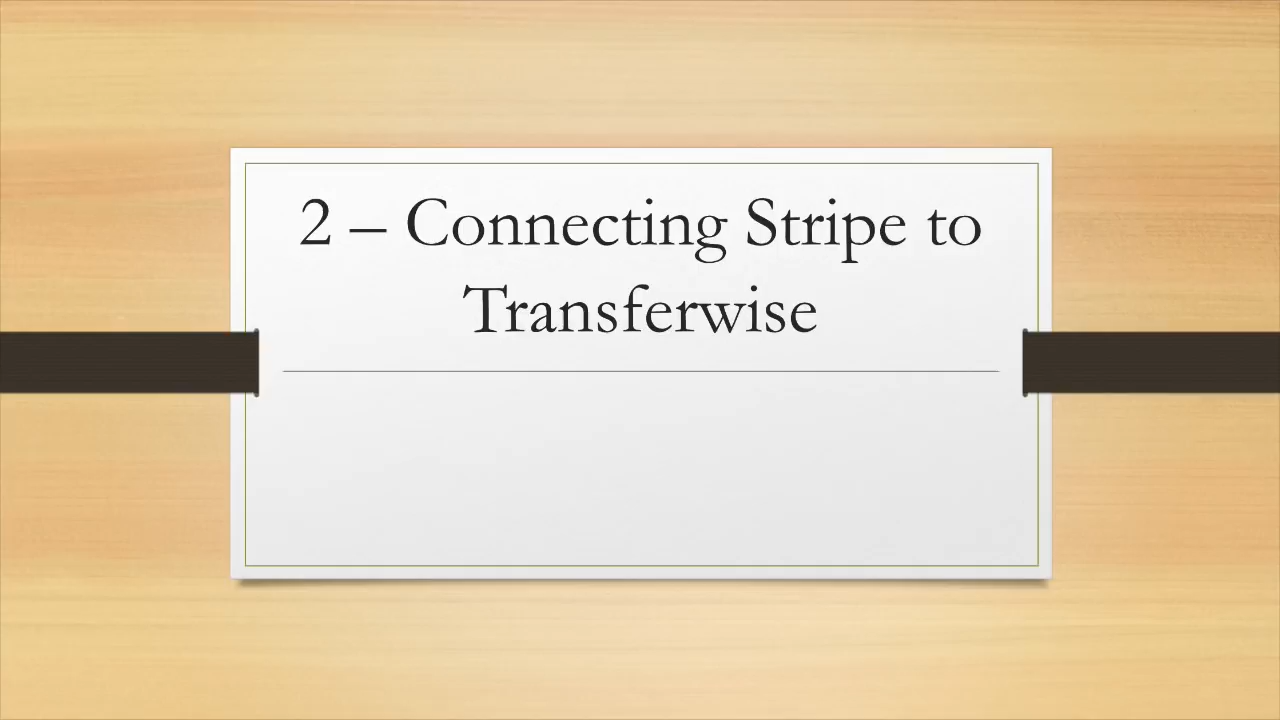 2 – Connecting Stripe to
Transferwise